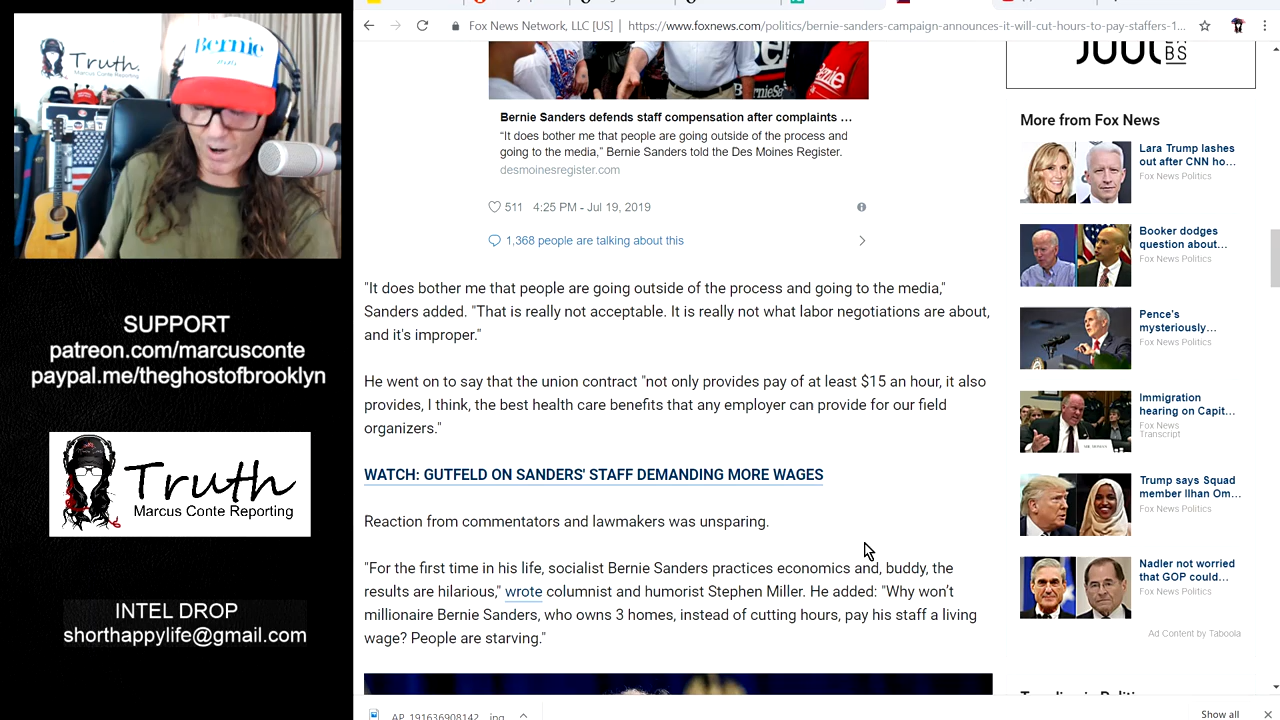 Fox News Network, LLC [US] | https://www.foxnews.com/politics/bernie-sanders-campaign-announces-it-will-cut-hours-to-pay-staffers-1...
Bernie
Truth.
Marcus Conte Reporting
SUPPORT
patreon.com/marcusconte
paypal.me/theghostofbrooklyn
Truth
Marcus Conte Reporting
INTEL DROP
shorthappylife@gmail.com
Bernie
Bernie Sanders defends staff compensation after complaints ...
“It does bother me that people are going outside of the process and
going to the media,” Bernie Sanders told the Des Moines Register.
desmoinesregister.com
511 4:25 PM - Jul 19, 2019
1,368 people are talking about this
"It does bother me that people are going outside of the process and going to the media,"
Sanders added. "That is really not acceptable. It is really not what labor negotiations are about,
and it's improper."
He went on to say that the union contract "not only provides pay of at least $15 an hour, it also
provides, I think, the best health care benefits that any employer can provide for our field
organizers."
WATCH: GUTFELD ON SANDERS' STAFF DEMANDING MORE WAGES
Reaction from commentators and lawmakers was unsparing.
"For the first time in his life, socialist Bernie Sanders practices economics and, buddy, the
results are hilarious," wrote columnist and humorist Stephen Miller. He added: "Why won’t
millionaire Bernie Sanders, who owns 3 homes, instead of cutting hours, pay his staff a living
wage? People are starving."
More from Fox News
Lara Trump lashes
out after CNN ho...
Fox News Politics
Booker dodges
question about...
Fox News Politics
Pence's
mysteriously...
Fox News Politics
Immigration
hearing on Capit...
Fox News
Transcript
Trump says Squad
member Ilhan Om...
Fox News Politics
Nadler not worried
that GOP could...
Fox News Politics
Ad Content by Taboola
Trending in Politics
AP_191636908142....jpg
Show all